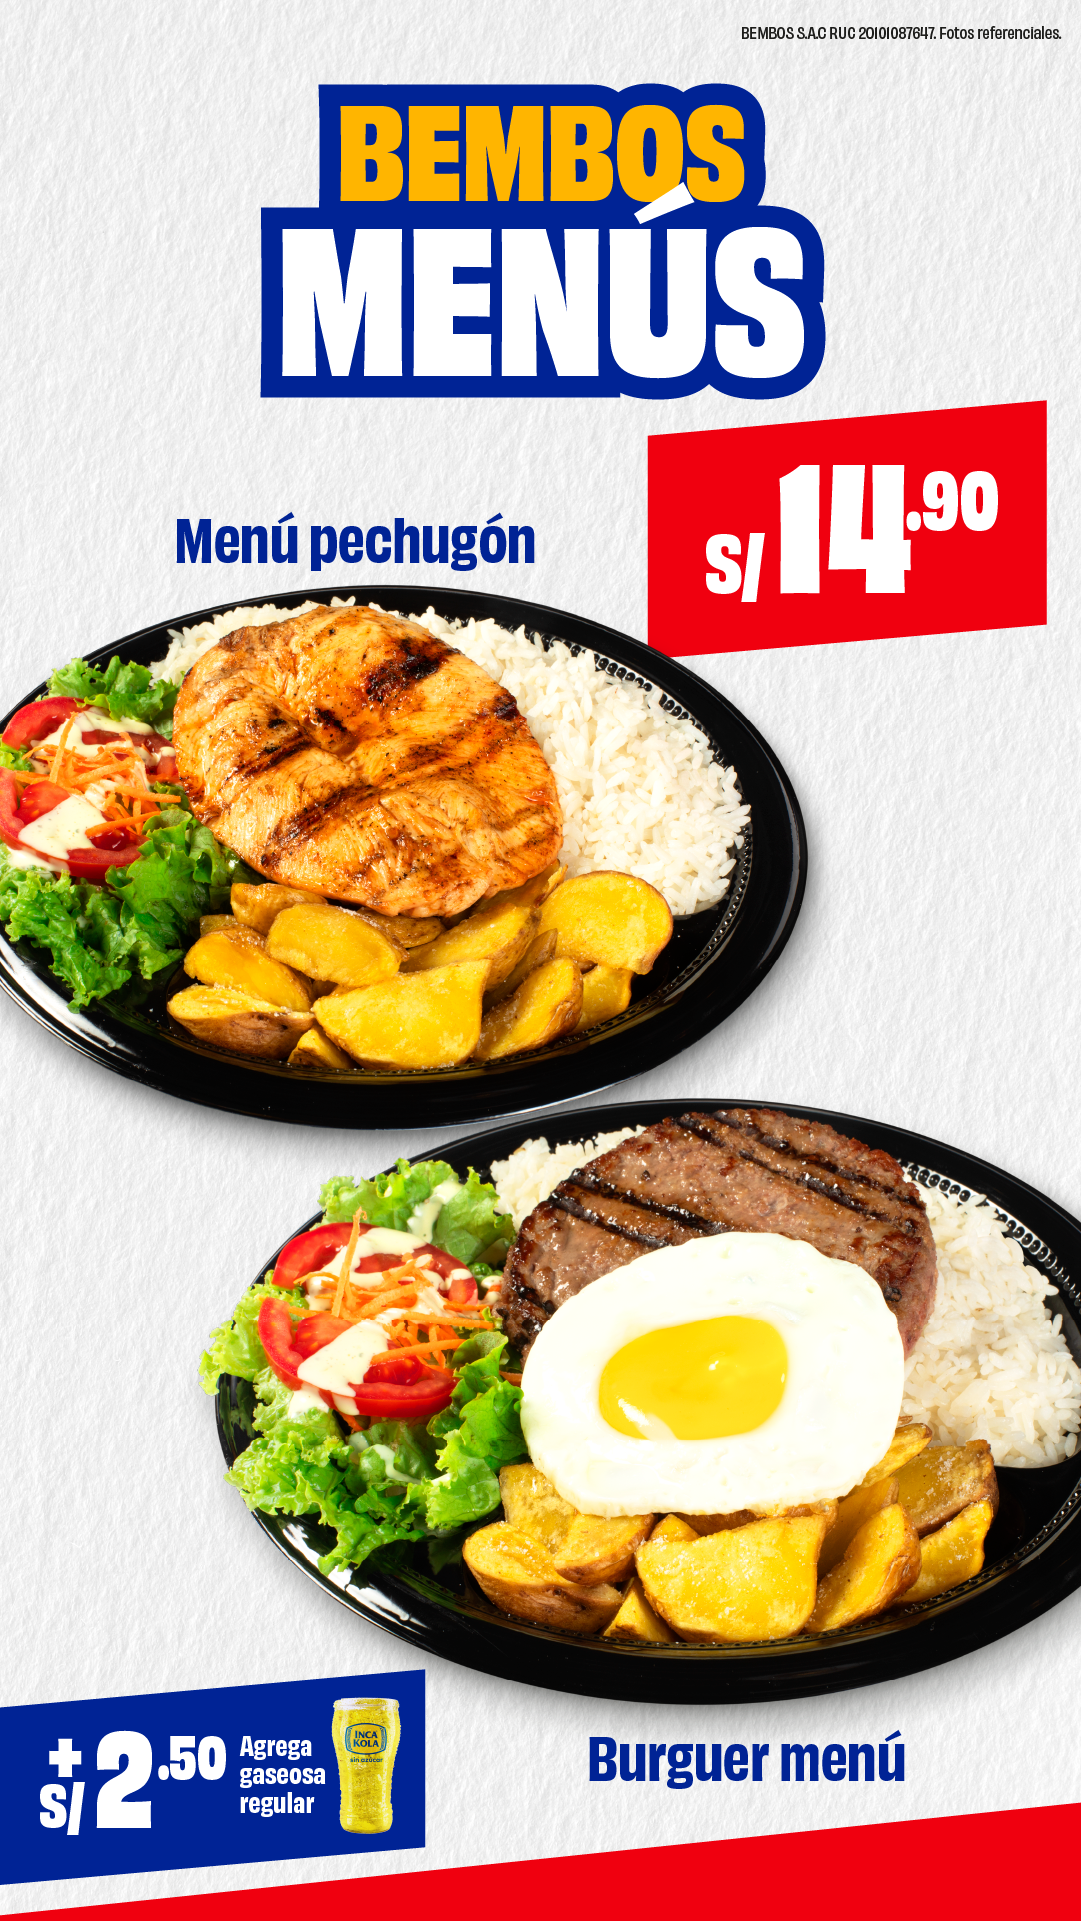 BEMBOS S.A.C RUC 20101087647. Fotos referenciales.
BEMBOS
MENÚS
S/14.90
Menú pechugón
+
S/2.50
Agrega
gaseosa
regular
INCA
KOLA
sin azúcar
Burguer menú